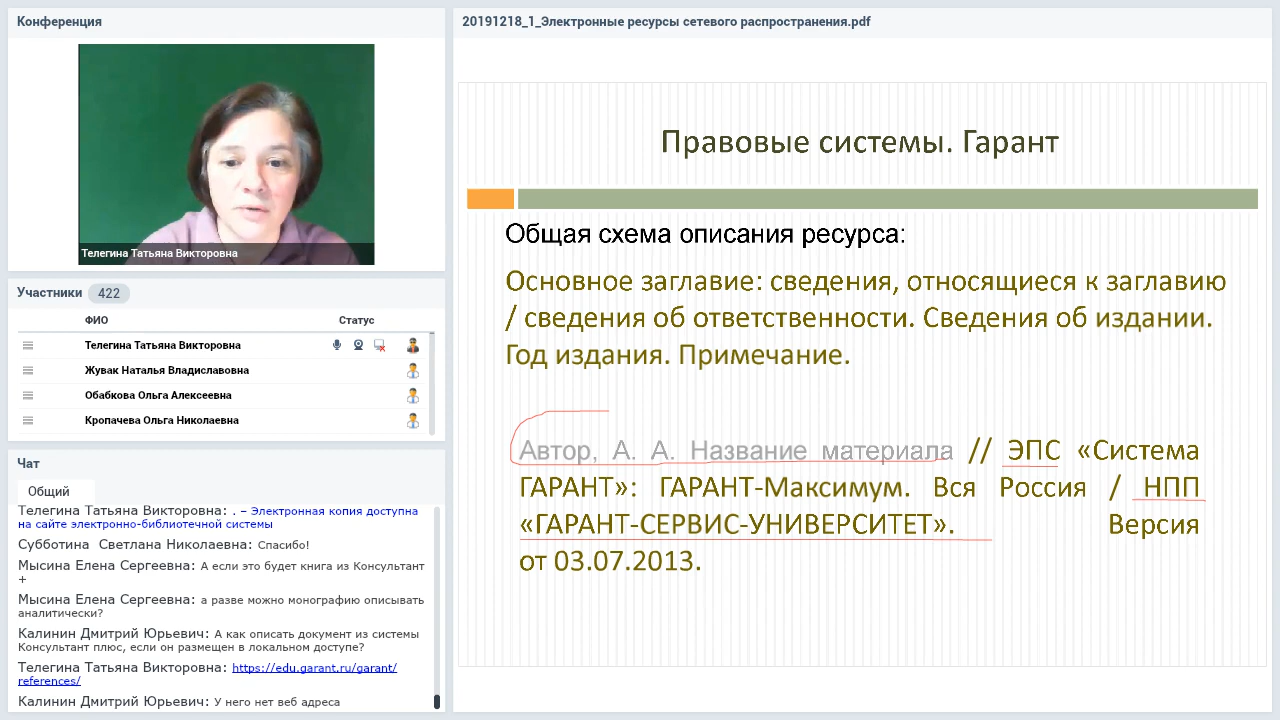 Конференция
Телегина Татьяна Викторовна
Участники 422
ФИО Статус
Телегина Татьяна Викторовна
Жувак Наталья Владиславовна
Обабкова Ольга Алексеевна
Кропачева Ольга Николаевна
Чат
Общий
Телегина Татьяна Викторовна: . – Электронная копия доступна
на сайте электронно-библиотечной системы
Субботина Светлана Николаевна: Спасибо!
Мысина Елена Сергеевна: А если это будет книга из Консультант
+
Мысина Елена Сергеевна: а разве можно монографию описывать
аналитически?
Калинин Дмитрий Юрьевич: А как описать документ из системы
Консультант плюс, если он размещен в локальном доступе?
Телегина Татьяна Викторовна: https://edu.garant.ru/garant/
references/
Калинин Дмитрий Юрьевич: У него нет веб адреса
20191218_1_Электронные ресурсы сетевого распространения.pdf
Правовые системы. Гарант
Общая схема описания ресурса:
Основное заглавие: сведения, относящиеся к заглавию
/ сведения об ответственности. Сведения об издании.
Год издания. Примечание.
Автор, А. А. Название материала // ЭПС «Система
ГАРАНТ»: ГАРАНТ-Максимум. Вся Россия / НПП
«ГАРАНТ-СЕРВИС-УНИВЕРСИТЕТ». Версия
от 03.07.2013.